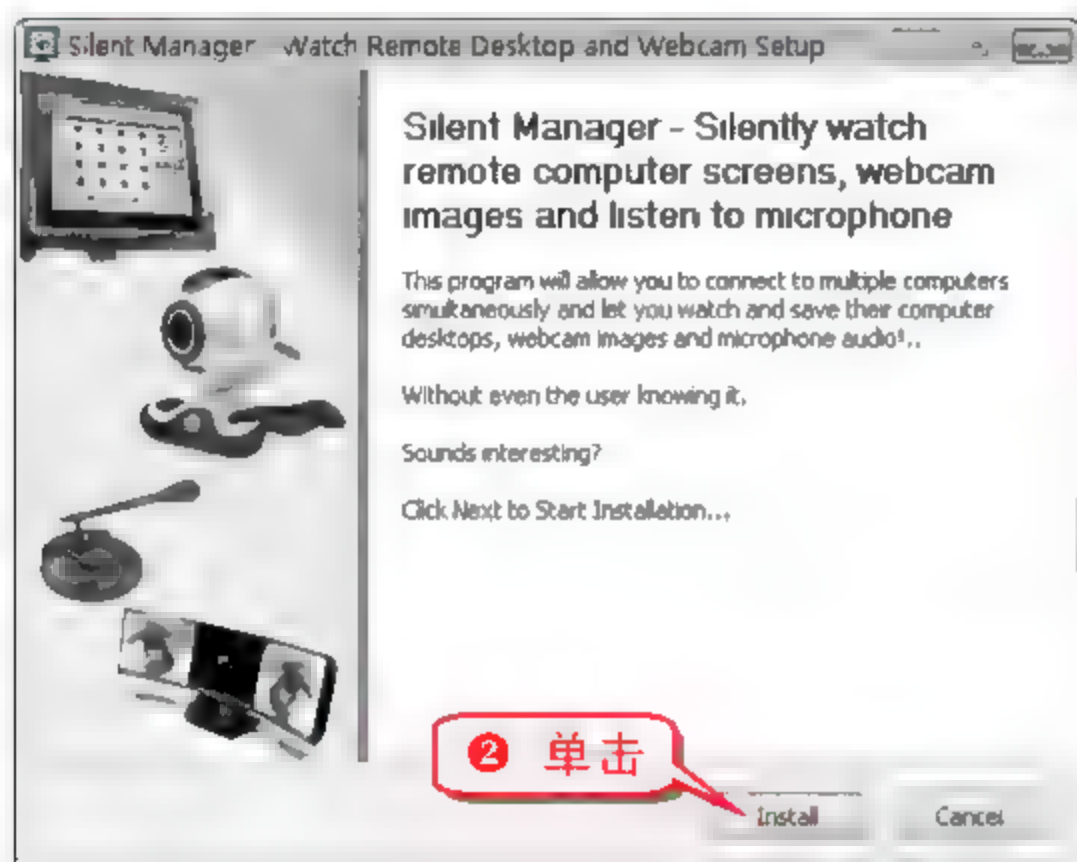 Silent Manager Watch Remote Desktop and Webcam Setup
Silent Manager - Silently watch
remote computer screens, webcam
images and listen to microphone
This program will allow you to connect to multiple computers
simultaneously and let you watch and save their computer
desktops, webcam images and microphone audio!..
Without even the user knowing it.
Sounds interesting?
Click Next to Start Installation...
❷ 单击
Install
Cancel